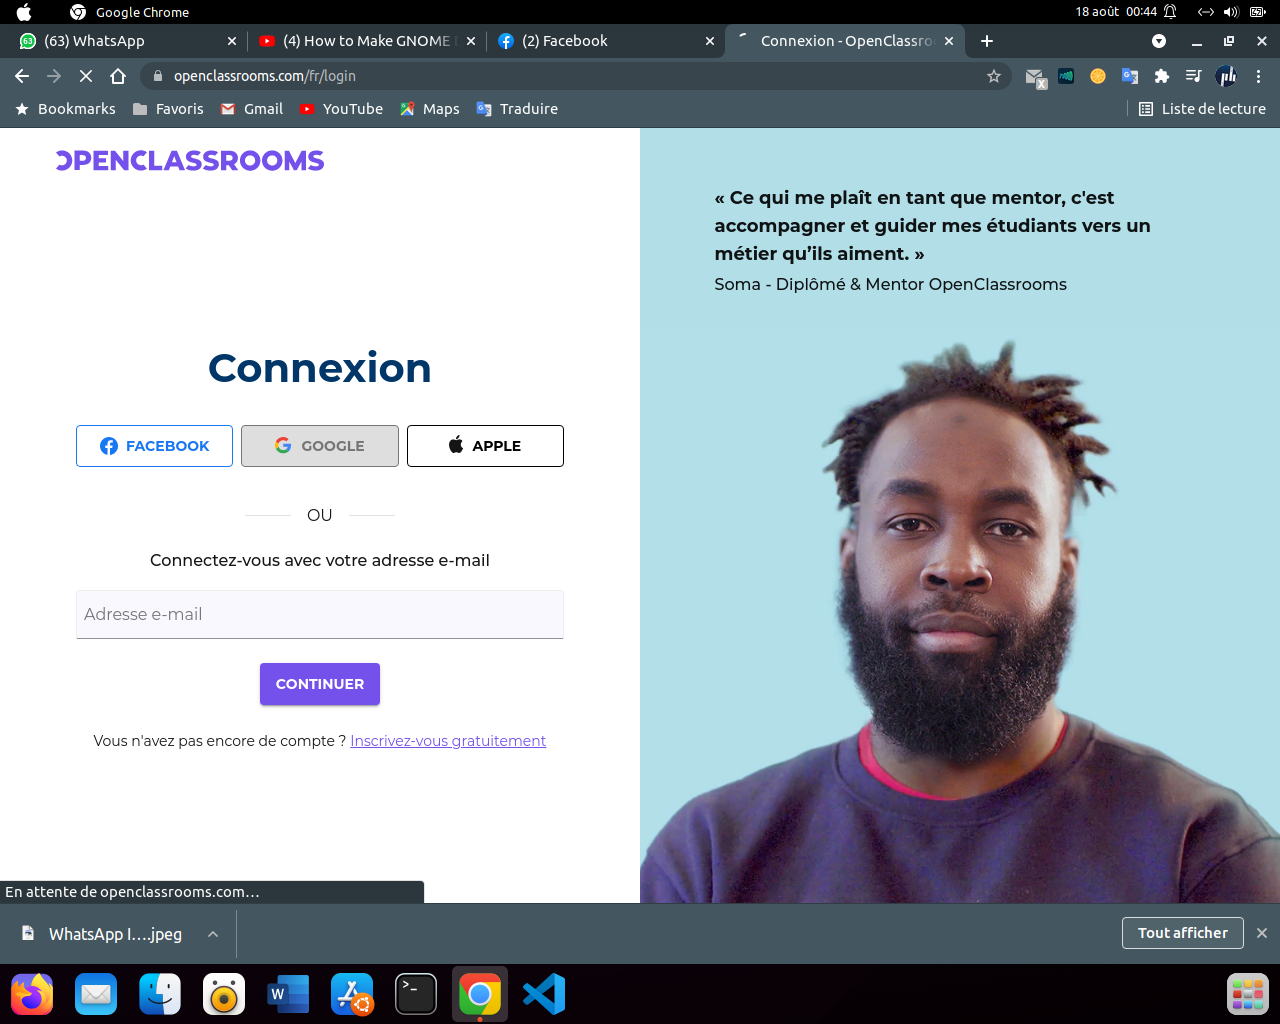 Google Chrome
18 août 00:44
(63) WhatsApp
(4) How to Make GNOME
(2) Facebook
Connexion - OpenClassro
openclassrooms.com/fr/login
Bookmarks
Favoris
Gmail
YouTube
Maps
Traduire
Liste de lecture
OPENCLASSROOMS
« Ce qui me plaît en tant que mentor, c'est
accompagner et guider mes étudiants vers un
métier qu’ils aiment. »
Soma - Diplômé & Mentor OpenClassrooms
Connexion
FACEBOOK
GOOGLE
APPLE
OU
Connectez-vous avec votre adresse e-mail
Adresse e-mail
CONTINUER
Vous n'avez pas encore de compte ? Inscrivez-vous gratuitement
En attente de openclassrooms.com…
WhatsApp I....jpeg
Tout afficher